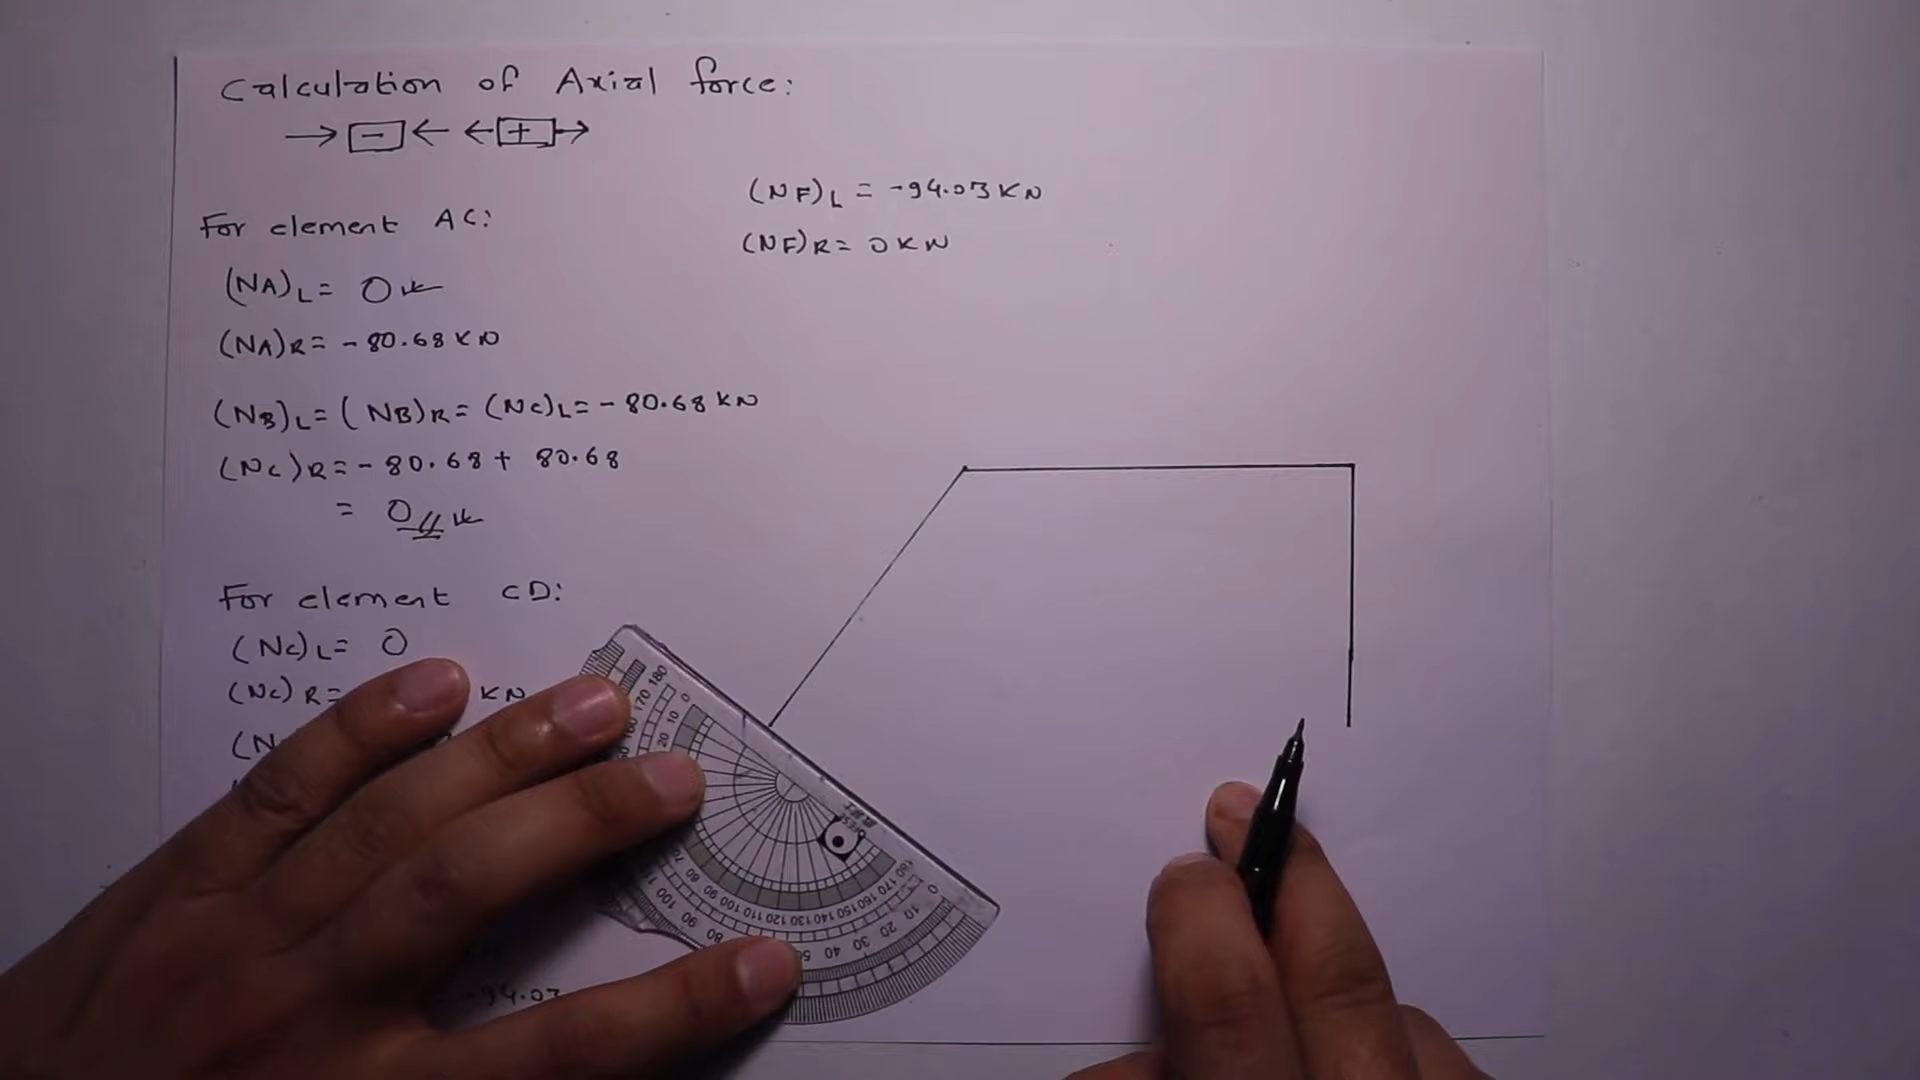 Calculation of Axial force:
→ - ← ← + →
(NF)L = -94.03 KN
(NF)R = 0 KN
For element AC:
(NA)L = 0
(NA)R = -80.68 KN
(NB)L = (NB)R = (NC)L = -80.68 KN
(NC)R = -80.68 + 80.68
= 0
For element CD:
(NC)L = 0
(NC)R= KN
-94.03